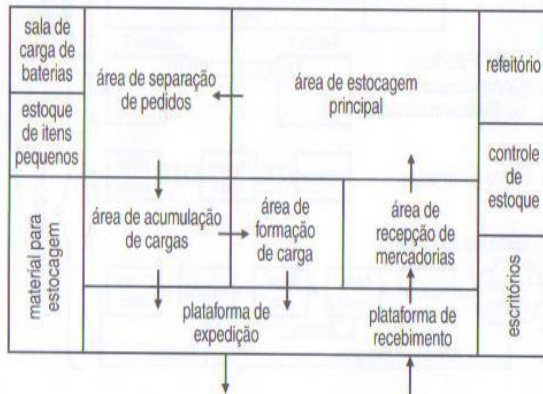 sala de
carga de
baterias
estoque
de itens
pequenos
material para
estocagem
área de separação
de pedidos
área de estocagem
principal
área de acumulação
de cargas
área de
formação
de carga
área de
recepção de
mercadorias
plataforma de
expedição
plataforma de
recebimento
refeitório
controle
de
estoque
escritórios